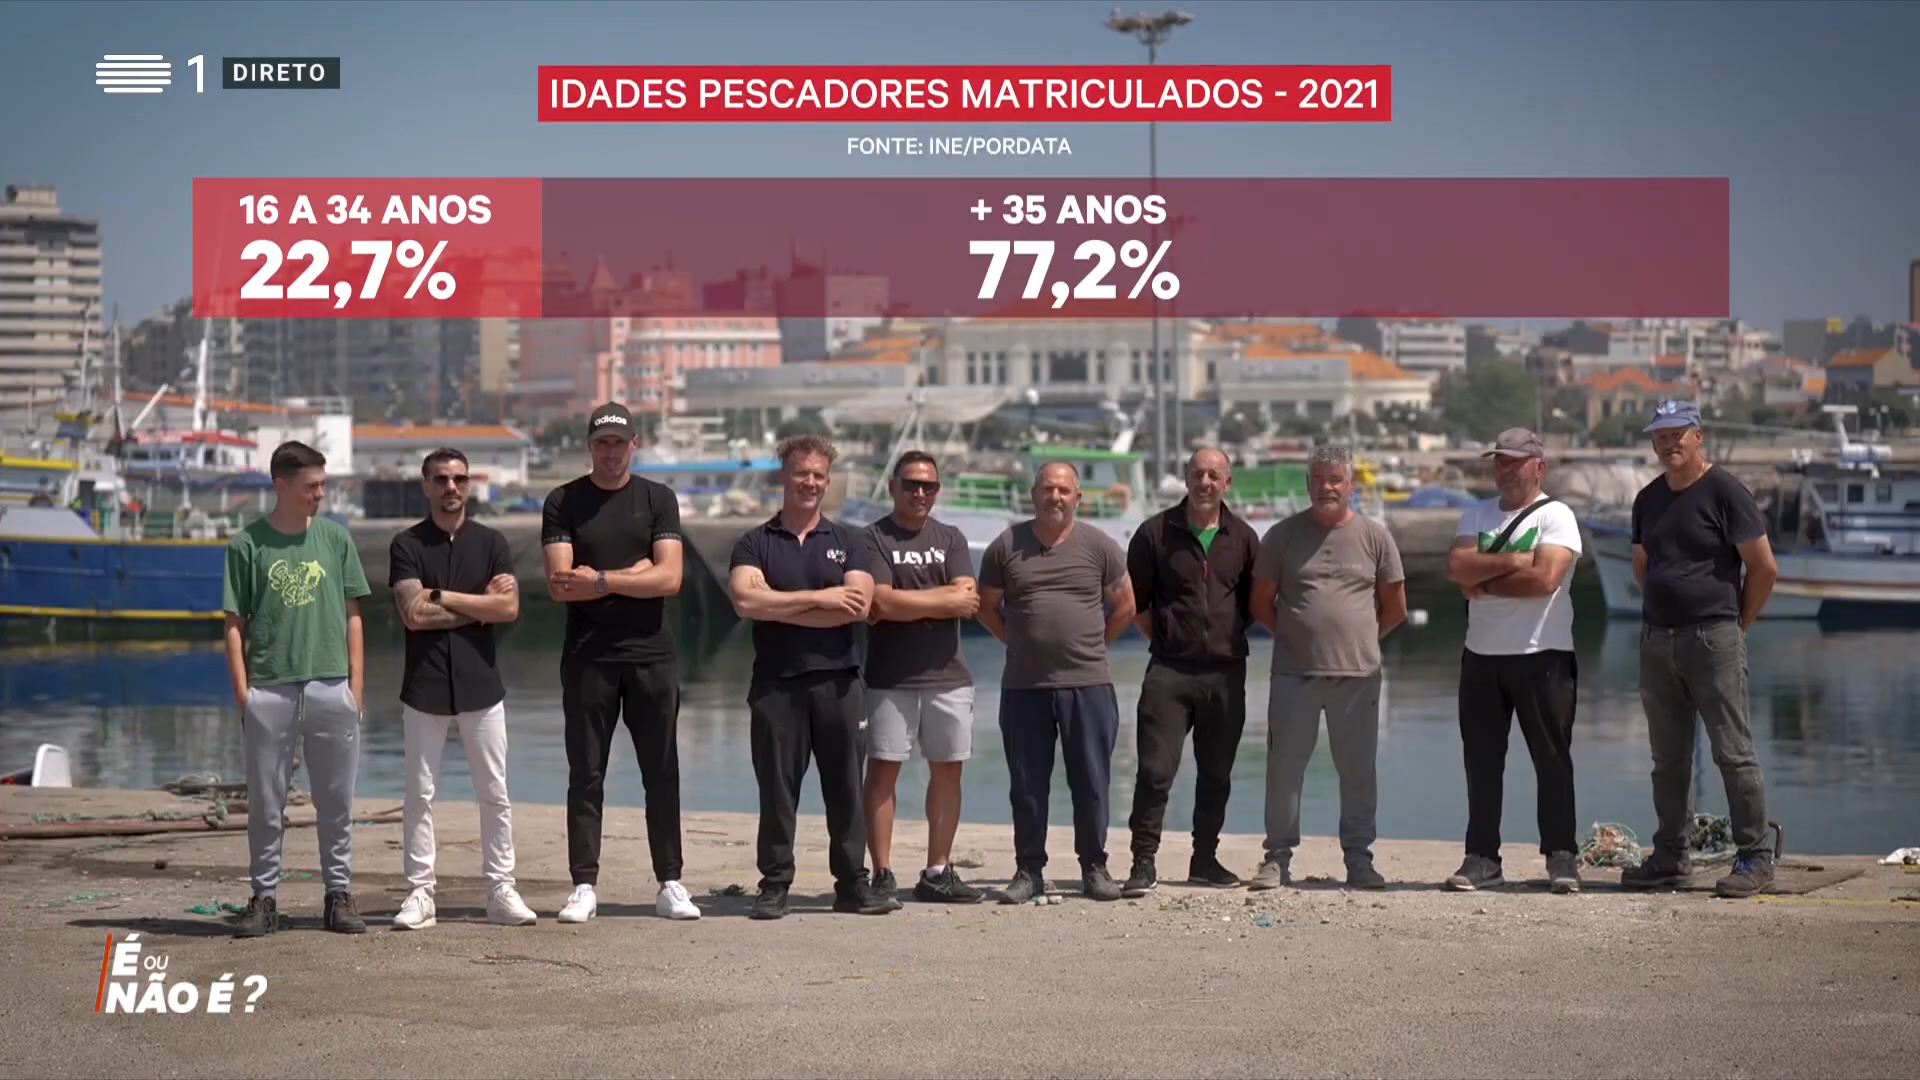 1 DIRETO
IDADES PESCADORES MATRICULADOS - 2021
FONTE: INE/PORDATA
16 A 34 ANOS
22,7%
+ 35 ANOS
77,2%
adidas
LEVI'S
É OU
NÃO É?